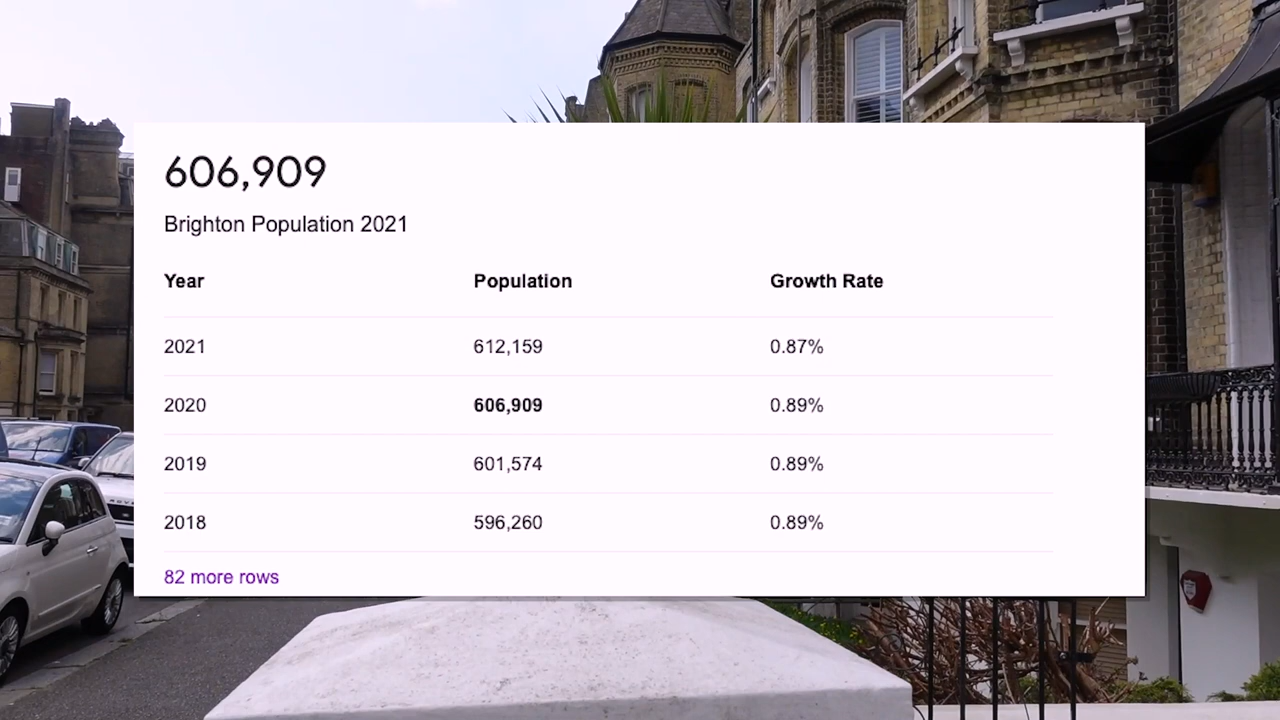 606,909
Brighton Population 2021
Year Population Growth Rate
2021 612,159 0.87%
2020 606,909 0.89%
2019 601,574 0.89%
2018 596,260 0.89%
82 more rows